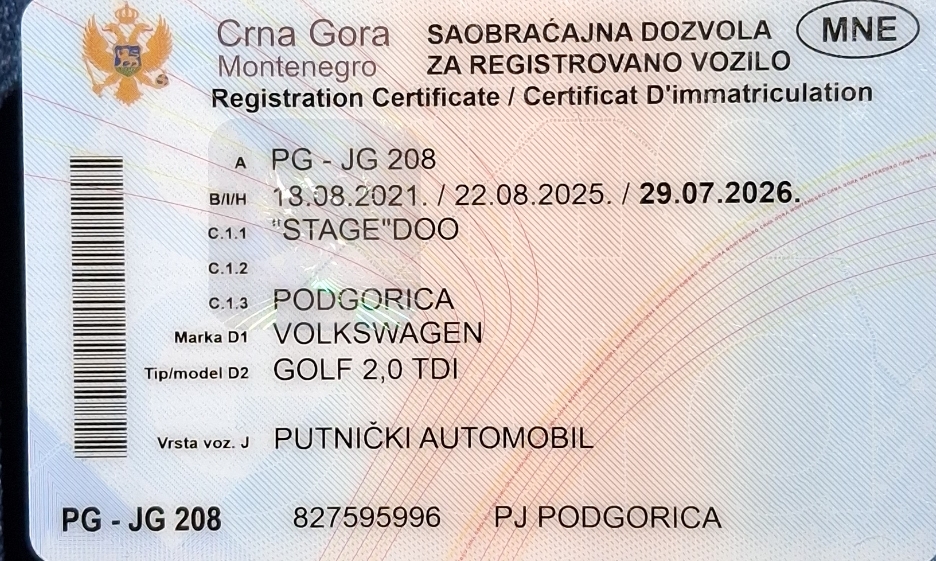 Crna Gora
Montenegro
SAOBRAĆAJNA DOZVOLA
ZA REGISTROVANO VOZILO
MNE
Registration Certificate / Certificat D'immatriculation
A PG - JG 208
B/I/H 13.08.2021. / 22.08.2025. / 29.07.2026.
C.1.1 "STAGE"DOO
C.1.2
C.1.3 PODGORICA
Marka D1 VOLKSWAGEN
Tip/model D2 GOLF 2,0 TDI
Vrsta voz. J PUTNIČKI AUTOMOBIL
PG - JG 208 827595996 PJ PODGORICA